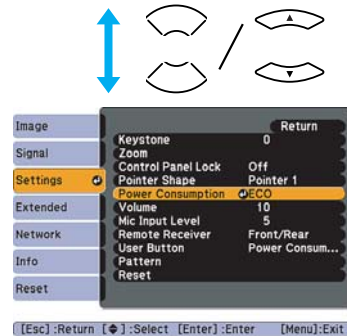 Image
Signal
Settings
Extended
Network
Info
Reset
Return
Keystone 0
Zoom
Control Panel Lock Off
Pointer Shape Pointer 1
Power Consumption ECO
Volume 10
Mic Input Level 5
Remote Receiver Front/Rear
User Button Power Consum...
Pattern
Reset
[Esc] :Return [◆] :Select [Enter] :Enter [Menu] :Exit